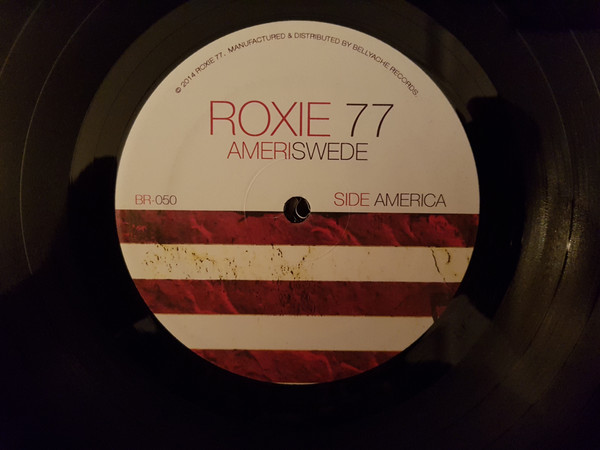 © 2014 ROXIE 77. MANUFACTURED & DISTRIBUTED BY BELLYACHE RECORDS.
ROXIE 77
AMERISWEDE
BR-050
SIDE AMERICA